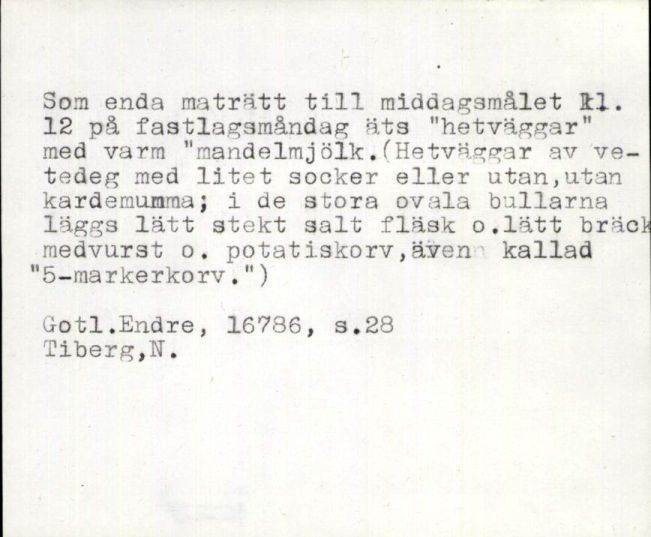 Som enda maträtt till middagsmålet kl.
12 på fastlagsmåndag äts "hetväggar"
med varm "mandelmjölk.(Hetväggar av ve-
tedeg med litet socker eller utan,utan
kardemumma; i de stora ovala bullarna
läggs lätt stekt salt fläsk o.lätt bräck
medvurst o. potatiskorv,även kallad
"5-markerkorv.")

Gotl.Endre, 16786, s.28
Tiberg,N.